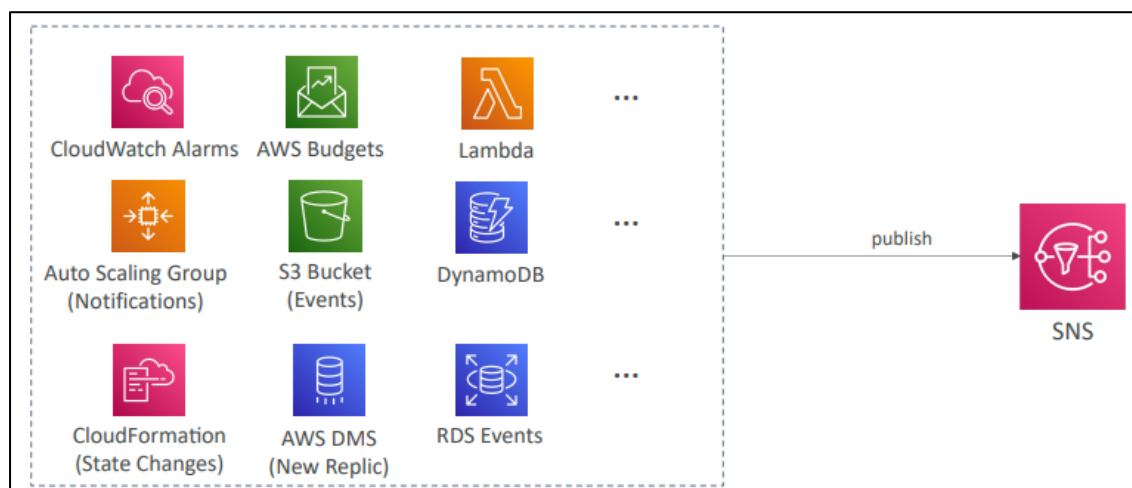 CloudWatch Alarms
AWS Budgets
Lambda
...
Auto Scaling Group
(Notifications)
S3 Bucket
(Events)
DynamoDB
...
CloudFormation
(State Changes)
AWS DMS
(New Replic)
RDS Events
...
publish
SNS